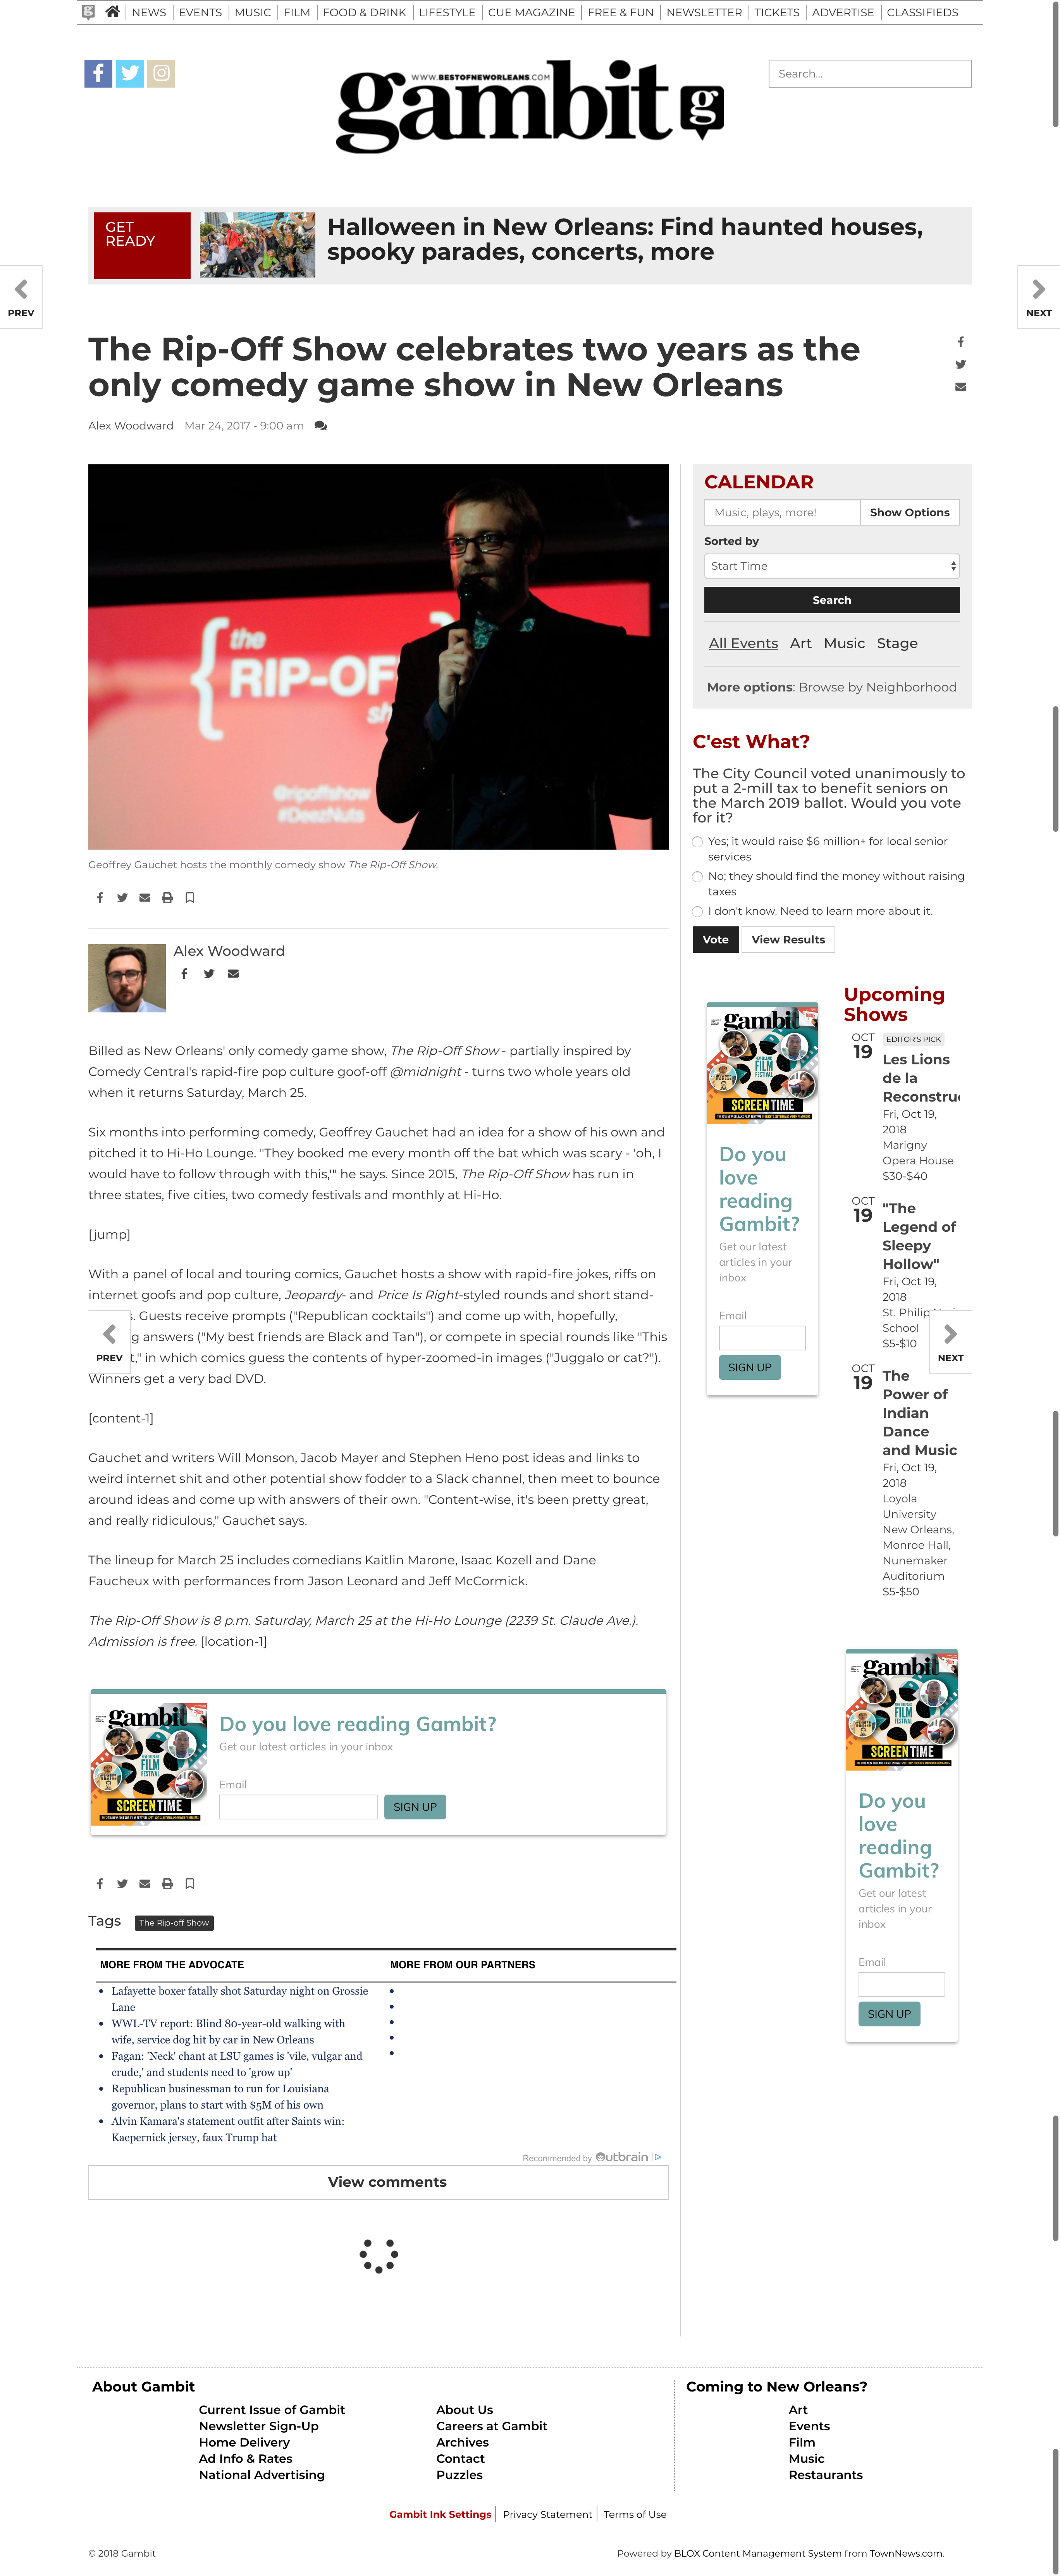 NEWS EVENTS MUSIC FILM FOOD & DRINK LIFESTYLE CUE MAGAZINE FREE & FUN NEWSLETTER TICKETS ADVERTISE CLASSIFIEDS
WWW.BESTOFNEWORLEANS.COM
gambit g
Search...
GET
READY
Halloween in New Orleans: Find haunted houses,
spooky parades, concerts, more
PREV
NEXT
The Rip-Off Show celebrates two years as the
only comedy game show in New Orleans
Alex Woodward Mar 24, 2017 - 9:00 am
{ the
RIP-OF
sh
@ripoffshow
#DeezNuts
Geoffrey Gauchet hosts the monthly comedy show The Rip-Off Show.
Alex Woodward
Billed as New Orleans' only comedy game show, The Rip-Off Show - partially inspired by
Comedy Central's rapid-fire pop culture goof-off @midnight - turns two whole years old
when it returns Saturday, March 25.
Six months into performing comedy, Geoffrey Gauchet had an idea for a show of his own and
pitched it to Hi-Ho Lounge. "They booked me every month off the bat which was scary - 'oh, I
would have to follow through with this,'" he says. Since 2015, The Rip-Off Show has run in
three states, five cities, two comedy festivals and monthly at Hi-Ho.
[jump]
With a panel of local and touring comics, Gauchet hosts a show with rapid-fire jokes, riffs on
internet goofs and pop culture, Jeopardy- and Price Is Right-styled rounds and short stand-
s. Guests receive prompts ("Republican cocktails") and come up with, hopefully,
g answers ("My best friends are Black and Tan"), or compete in special rounds like "This
t," in which comics guess the contents of hyper-zoomed-in images ("Juggalo or cat?").
Winners get a very bad DVD.
PREV
[content-1]
Gauchet and writers Will Monson, Jacob Mayer and Stephen Heno post ideas and links to
weird internet shit and other potential show fodder to a Slack channel, then meet to bounce
around ideas and come up with answers of their own. "Content-wise, it's been pretty great,
and really ridiculous," Gauchet says.
The lineup for March 25 includes comedians Kaitlin Marone, Isaac Kozell and Dane
Faucheux with performances from Jason Leonard and Jeff McCormick.
The Rip-Off Show is 8 p.m. Saturday, March 25 at the Hi-Ho Lounge (2239 St. Claude Ave.).
Admission is free. [location-1]
gambit
NEW ORLEANS
FILM
FESTIVAL
SCREEN TIME
Do you love reading Gambit?
Get our latest articles in your inbox
Email
SIGN UP
Tags The Rip-off Show
MORE FROM THE ADVOCATE
Lafayette boxer fatally shot Saturday night on Grossie
Lane
WWL-TV report: Blind 80-year-old walking with
wife, service dog hit by car in New Orleans
Fagan: 'Neck' chant at LSU games is 'vile, vulgar and
crude,' and students need to 'grow up'
Republican businessman to run for Louisiana
governor, plans to start with $5M of his own
Alvin Kamara's statement outfit after Saints win:
Kaepernick jersey, faux Trump hat
MORE FROM OUR PARTNERS
Recommended by Outbrain
View comments
CALENDAR
Music, plays, more! Show Options
Sorted by
Start Time
Search
All Events Art Music Stage
More options: Browse by Neighborhood
C'est What?
The City Council voted unanimously to
put a 2-mill tax to benefit seniors on
the March 2019 ballot. Would you vote
for it?
Yes; it would raise $6 million+ for local senior
services
No; they should find the money without raising
taxes
I don't know. Need to learn more about it.
Vote View Results
gambit
NEW ORLEANS
FILM
FESTIVAL
SCREEN TIME
Do you
love
reading
Gambit?
Get our latest
articles in your
inbox
Email
SIGN UP
Upcoming
Shows
OCT
19
EDITOR'S PICK
Les Lions
de la
Reconstru
Fri, Oct 19,
2018
Marigny
Opera House
$30-$40
OCT
19
"The
Legend of
Sleepy
Hollow"
Fri, Oct 19,
2018
St. Philip
School
$5-$10
NEXT
OCT
19
The
Power of
Indian
Dance
and Music
Fri, Oct 19,
2018
Loyola
University
New Orleans,
Monroe Hall,
Nunemaker
Auditorium
$5-$50
gambit
NEW ORLEANS
FILM
FESTIVAL
SCREEN TIME
Do you
love
reading
Gambit?
Get our latest
articles in your
inbox
Email
SIGN UP
About Gambit
Current Issue of Gambit
Newsletter Sign-Up
Home Delivery
Ad Info & Rates
National Advertising
About Us
Careers at Gambit
Archives
Contact
Puzzles
Coming to New Orleans?
Art
Events
Film
Music
Restaurants
Gambit Ink Settings Privacy Statement Terms of Use
© 2018 Gambit
Powered by BLOX Content Management System from TownNews.com.